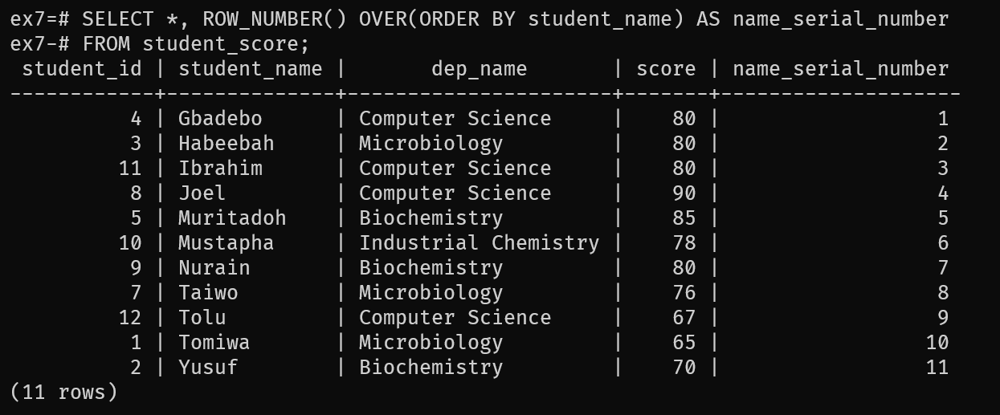 ex7=# SELECT *, ROW_NUMBER() OVER(ORDER BY student_name) AS name_serial_number
ex7-# FROM student_score;
 student_id | student_name |       dep_name       | score | name_serial_number
------------+--------------+----------------------+-------+--------------------
          4 | Gbadebo      | Computer Science     |    80 |                  1
          3 | Habeebah     | Microbiology         |    80 |                  2
         11 | Ibrahim      | Computer Science     |    80 |                  3
          8 | Joel         | Computer Science     |    90 |                  4
          5 | Muritadoh    | Biochemistry         |    85 |                  5
         10 | Mustapha     | Industrial Chemistry |    78 |                  6
          9 | Nurain       | Biochemistry         |    80 |                  7
          7 | Taiwo        | Microbiology         |    76 |                  8
         12 | Tolu         | Computer Science     |    67 |                  9
          1 | Tomiwa       | Microbiology         |    65 |                 10
          2 | Yusuf        | Biochemistry         |    70 |                 11
(11 rows)